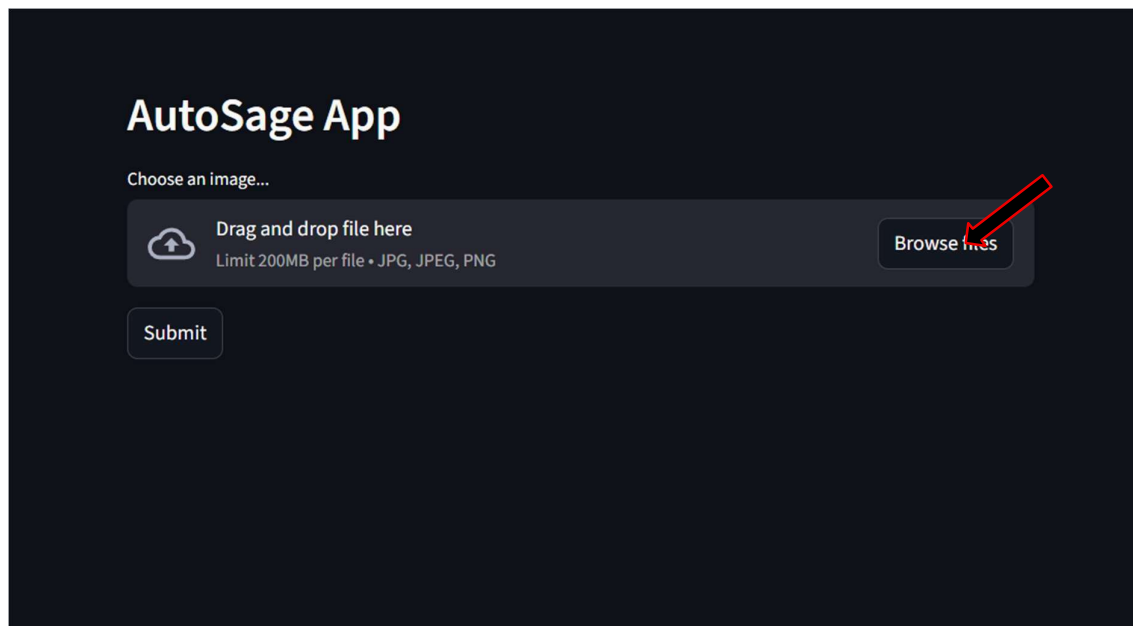 AutoSage App
Choose an image...
Drag and drop file here
Limit 200MB per file • JPG, JPEG, PNG
Browse files
Submit